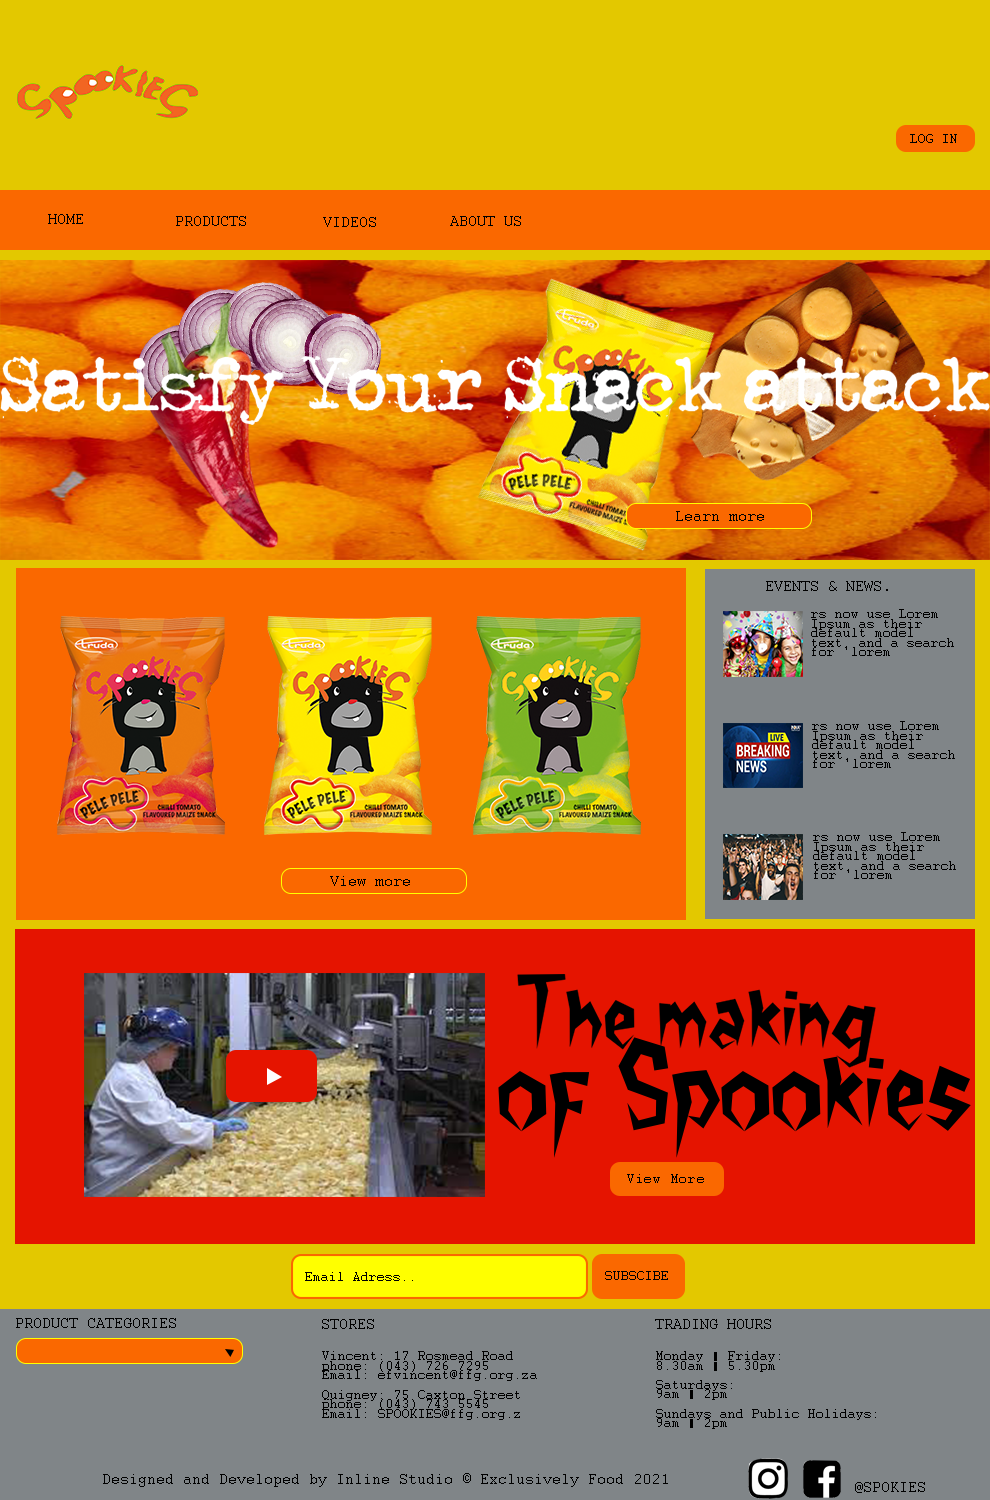 SPOOKIES
LOG IN
HOME
PRODUCTS
VIDEOS
ABOUT US
truda
SPOOKIES
Satisfy Your Snack attack
PELE PELE
CHILLI TOMAT
FLAVOURED MAIZE S
Learn more
truda
SPOOKIES
PELE PELE
CHILLI TOMATO
FLAVOURED MAIZE SNACK
truda
SPOOKIES
PELE PELE
CHILLI TOMATO
FLAVOURED MAIZE SNACK
truda
SPOOKIES
PELE PELE
CHILLI TOMATO
FLAVOURED MAIZE SNACK
View more
EVENTS & NEWS.
rs now use Lorem
Ipsum as their
default model
text, and a search
for 'lorem
LIVE
BREAKING
NEWS
rs now use Lorem
Ipsum as their
default model
text, and a search
for 'lorem
rs now use Lorem
Ipsum as their
default model
text, and a search
for 'lorem
The making
of Spookies
View More
Email Adress..
SUBSCIBE
PRODUCT CATEGORIES
STORES
Vincent: 17 Rosmead Road
phone: (043) 726 7295
Email: efvincent@ffg.org.za
Quigney: 75 Caxton Street
phone: (043) 743 5545
Email: SPOOKIES@ffg.org.z
TRADING HOURS
Monday | Friday:
8.30am | 5.30pm
Saturdays:
9am | 2pm
Sundays and Public Holidays:
9am | 2pm
Designed and Developed by Inline Studio © Exclusively Food 2021
@SPOKIES